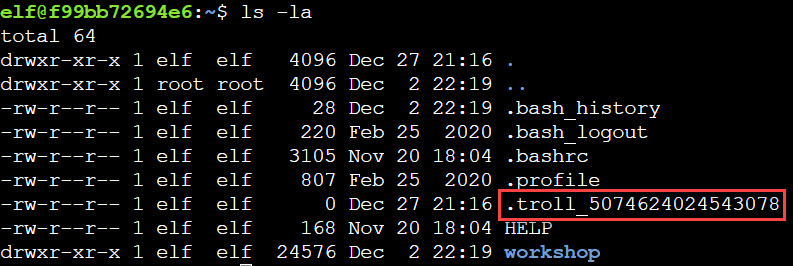 elf@f99bb72694e6:~$ ls -la
total 64
drwxr-xr-x 1 elf  elf   4096 Dec 27 21:16 .
drwxr-xr-x 1 root root  4096 Dec  2 22:19 ..
-rw-r--r-- 1 elf  elf     28 Dec  2 22:19 .bash_history
-rw-r--r-- 1 elf  elf    220 Feb 25  2020 .bash_logout
-rw-r--r-- 1 elf  elf   3105 Nov 20 18:04 .bashrc
-rw-r--r-- 1 elf  elf    807 Feb 25  2020 .profile
-rw-r--r-- 1 elf  elf      0 Dec 27 21:16 .troll_5074624024543078
-rw-r--r-- 1 elf  elf    168 Nov 20 18:04 HELP
drwxr-xr-x 1 elf  elf  24576 Dec  2 22:19 workshop